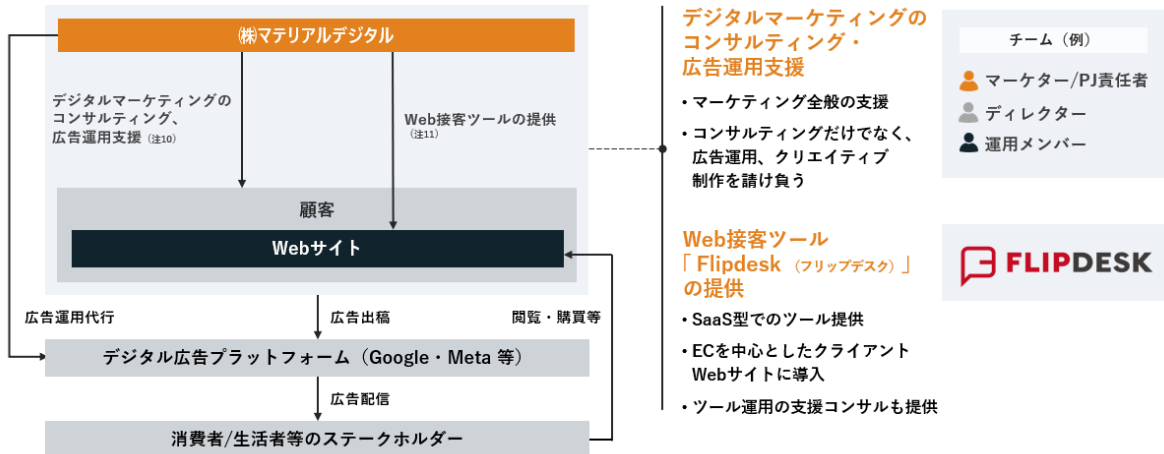 ㈱マテリアルデジタル
デジタルマーケティングの
コンサルティング、
広告運用支援（注10）
Web接客ツールの提供
（注11）
顧客
Webサイト
広告運用代行
広告出稿
閲覧・購買等
デジタル広告プラットフォーム（Google・Meta 等）
広告配信
消費者/生活者等のステークホルダー
デジタルマーケティングの
コンサルティング・
広告運用支援
・マーケティング全般の支援
・コンサルティングだけでなく、
広告運用、クリエイティブ
制作を請け負う
チーム（例）
マーケター/PJ責任者
ディレクター
運用メンバー
Web接客ツール
「 Flipdesk （フリップデスク）」
の提供
・SaaS型でのツール提供
・ECを中心としたクライアント
Webサイトに導入
・ツール運用の支援コンサルも提供
FLIPDESK